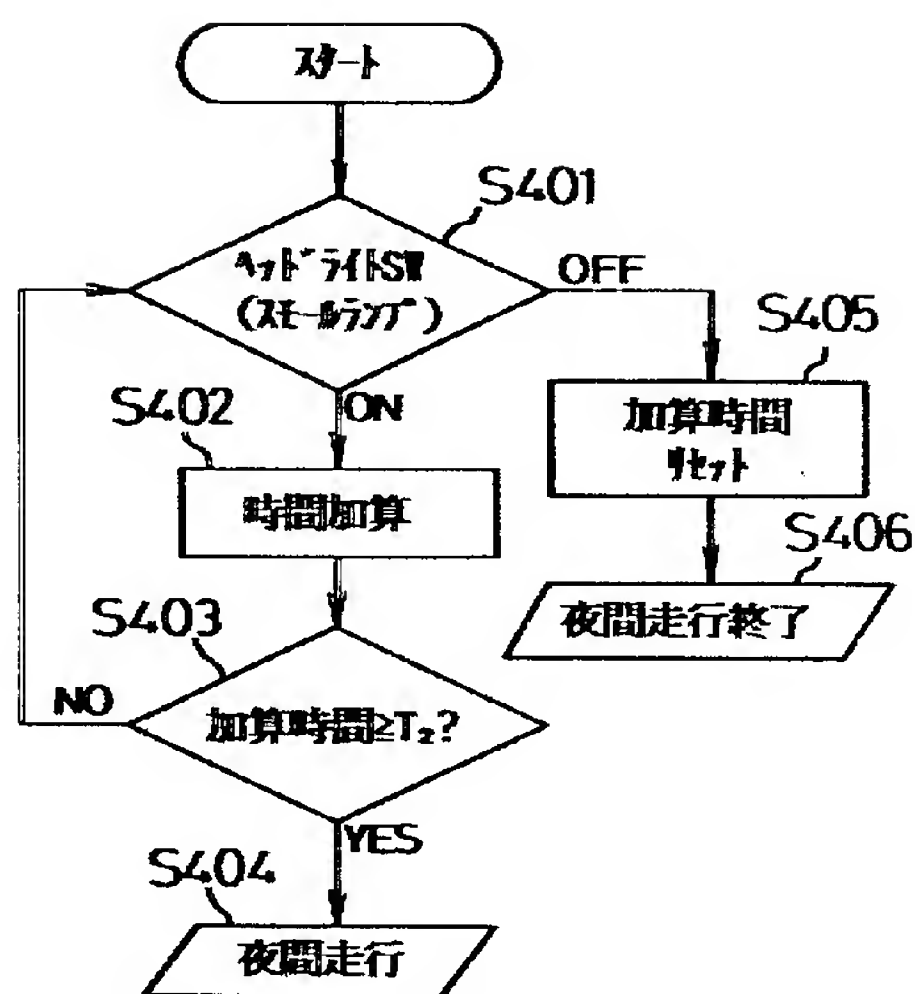 スタート
S401
ヘッドライトSW
(スモールランプ)
OFF
ON
S402
時間加算
S405
加算時間
リセット
S406
夜間走行終了
S403
加算時間≥T₂?
NO
YES
S404
夜間走行